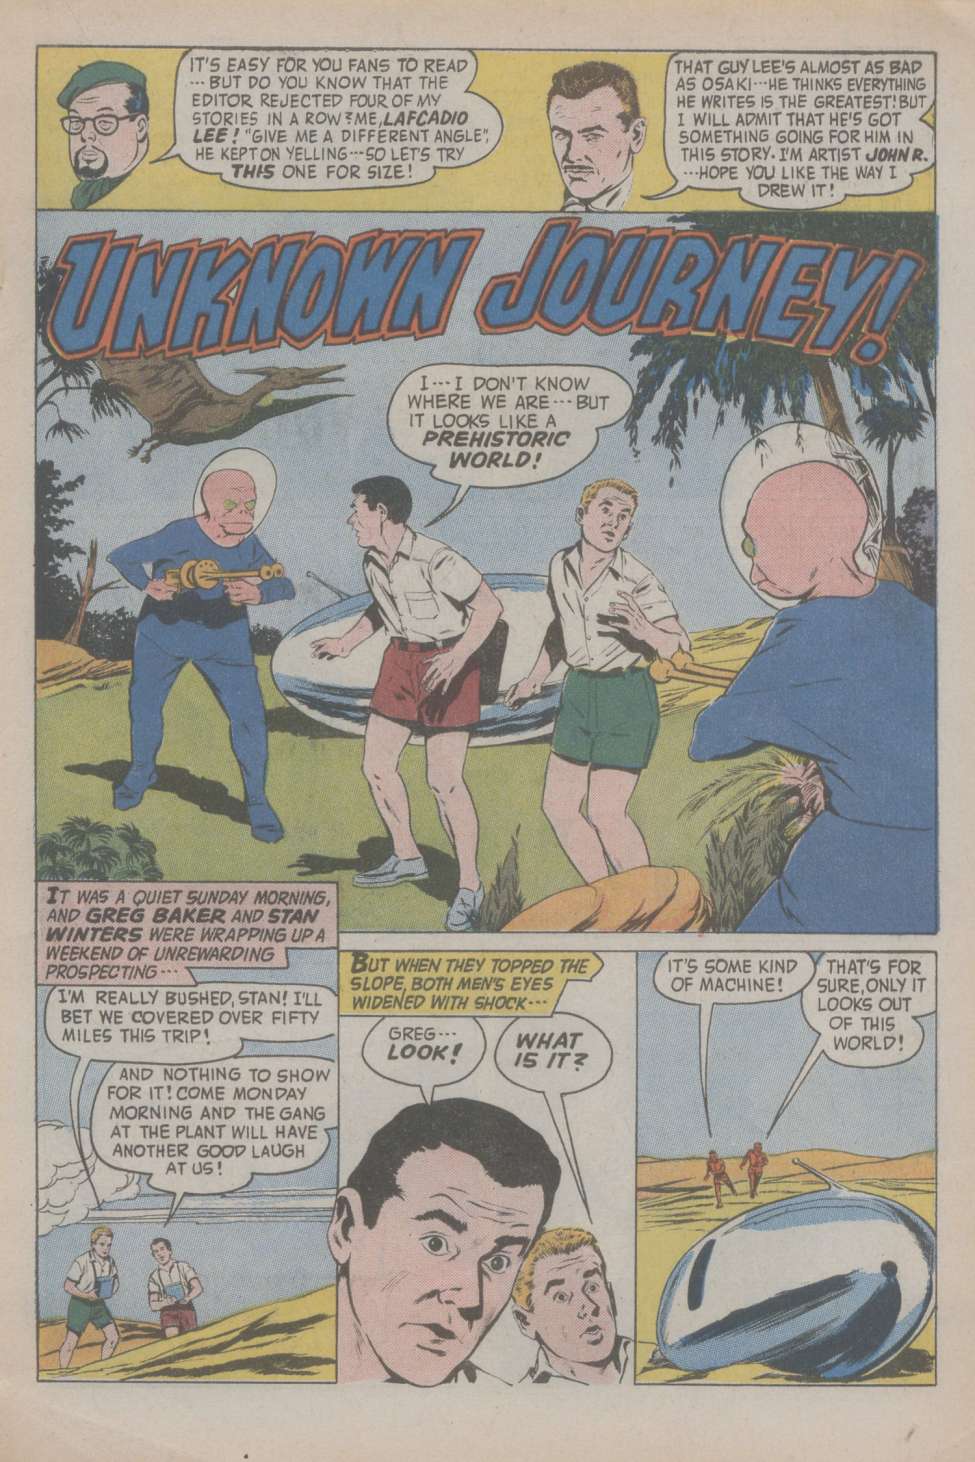 IT'S EASY FOR YOU FANS TO READ
---BUT DO YOU KNOW THAT THE
EDITOR REJECTED FOUR OF MY
STORIES IN A ROW? ME, LAFCADIO
LEE! "GIVE ME A DIFFERENT ANGLE",
HE KEPT ON YELLING---SO LET'S TRY
THIS ONE FOR SIZE!
THAT GUY LEE'S ALMOST AS BAD
AS OSAKI---HE THINKS EVERYTHING
HE WRITES IS THE GREATEST! BUT
I WILL ADMIT THAT HE'S GOT
SOMETHING GOING FOR HIM IN
THIS STORY. I'M ARTIST JOHN R.
---HOPE YOU LIKE THE WAY I
DREW IT!
UNKNOWN JOURNEY!
I---I DON'T KNOW
WHERE WE ARE---BUT
IT LOOKS LIKE A
PREHISTORIC
WORLD!
IT WAS A QUIET SUNDAY MORNING,
AND GREG BAKER AND STAN
WINTERS WERE WRAPPING UP A
WEEKEND OF UNREWARDING
PROSPECTING---
I'M REALLY BUSHED, STAN! I'LL
BET WE COVERED OVER FIFTY
MILES THIS TRIP!
AND NOTHING TO SHOW
FOR IT! COME MONDAY
MORNING AND THE GANG
AT THE PLANT WILL HAVE
ANOTHER GOOD LAUGH
AT US!
BUT WHEN THEY TOPPED THE
SLOPE, BOTH MEN'S EYES
WIDENED WITH SHOCK---
GREG---
LOOK!
WHAT
IS IT?
IT'S SOME KIND
OF MACHINE!
THAT'S FOR
SURE, ONLY IT
LOOKS OUT
OF THIS
WORLD!